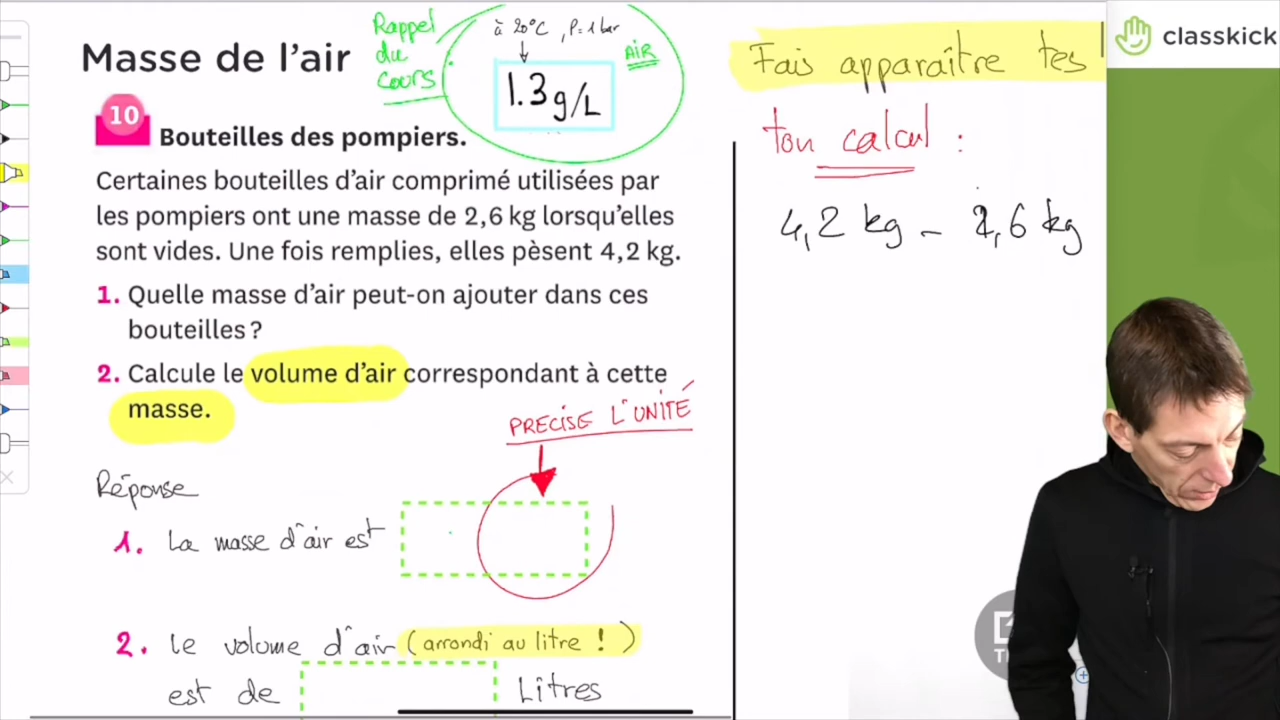 Masse de l'air
Rappel
du
cours
à 20°C, P=1 bar
AIR
1.3 g/L
10
Bouteilles des pompiers.
Certaines bouteilles d'air comprimé utilisées par
les pompiers ont une masse de 2,6 kg lorsqu'elles
sont vides. Une fois remplies, elles pèsent 4,2 kg.
1. Quelle masse d'air peut-on ajouter dans ces
bouteilles ?
2. Calcule le volume d'air correspondant à cette
masse.
PRECISE L'UNITÉ
Réponse
1. La masse d'air est
2. le volume d'air (arrondi au litre !)
est de Litres
Fais apparaître tes
ton calcul :
4,2 kg - 2,6 kg
classkick